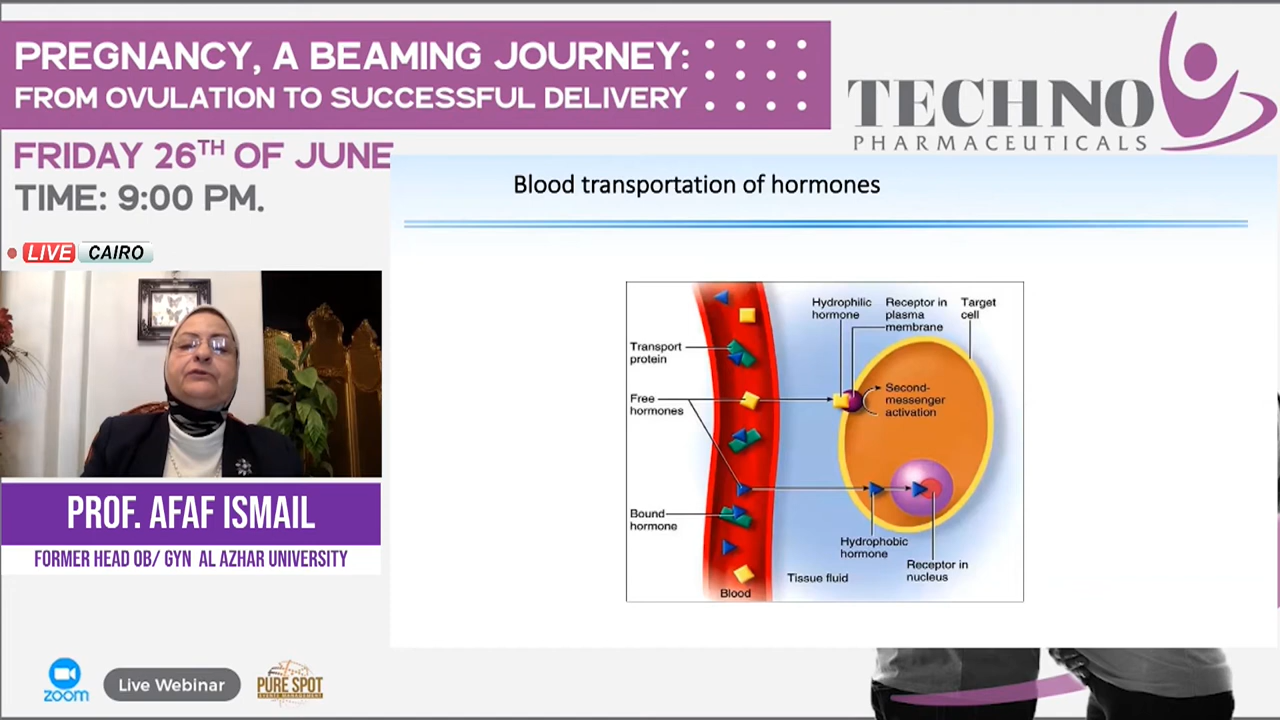 PREGNANCY, A BEAMING JOURNEY:
FROM OVULATION TO SUCCESSFUL DELIVERY
TECHNO
PHARMACEUTICALS
FRIDAY 26TH OF JUNE
TIME: 9:00 PM.
LIVE CAIRO
Blood transportation of hormones
Hydrophilic
hormone
Receptor in
plasma
membrane
Target
cell
Transport
protein
Free
hormones
Second-
messenger
activation
Bound
hormone
Hydrophobic
hormone
Receptor in
nucleus
Tissue fluid
Blood
PROF. AFAF ISMAIL
FORMER HEAD OB/ GYN AL AZHAR UNIVERSITY
zoom
Live Webinar
PURE SPOT
EVENTS MANAGEMENT